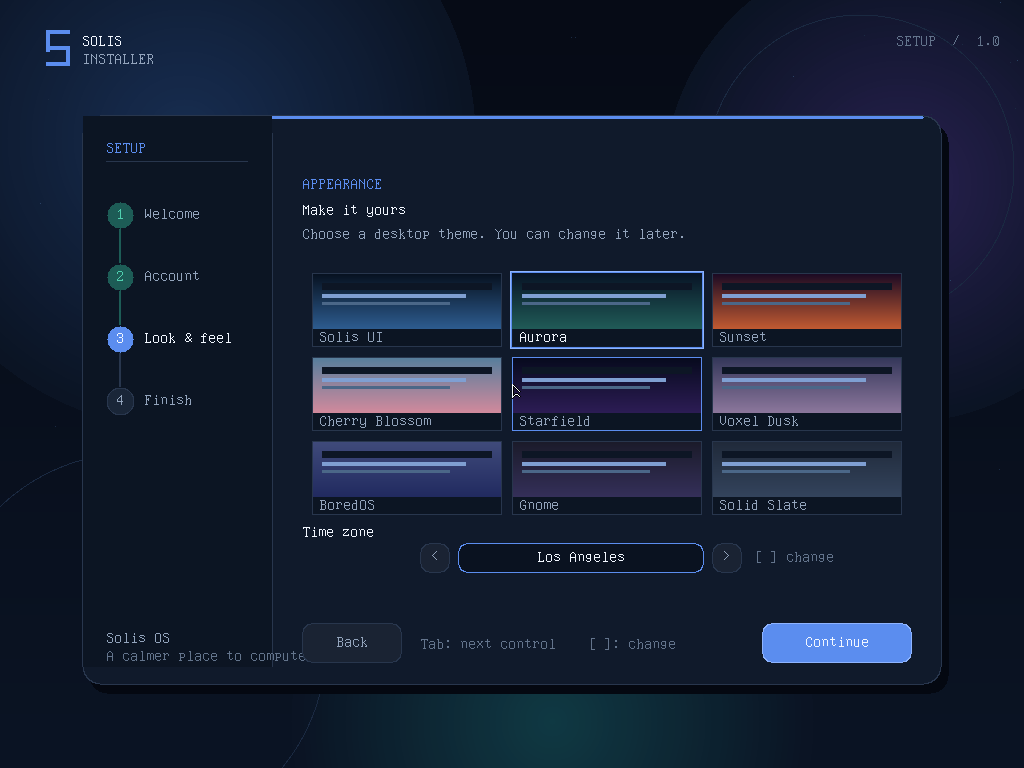 SOLIS
INSTALLER
SETUP / 1.0
SETUP
1 Welcome
2 Account
3 Look & feel
4 Finish
Solis OS
A calmer place to compute
APPEARANCE
Make it yours
Choose a desktop theme. You can change it later.
Solis UI Aurora Sunset
Cherry Blossom Starfield Voxel Dusk
BoredOS Gnome Solid Slate
Time zone
< Los Angeles > [ ] change
Back Tab: next control [ ]: change Continue